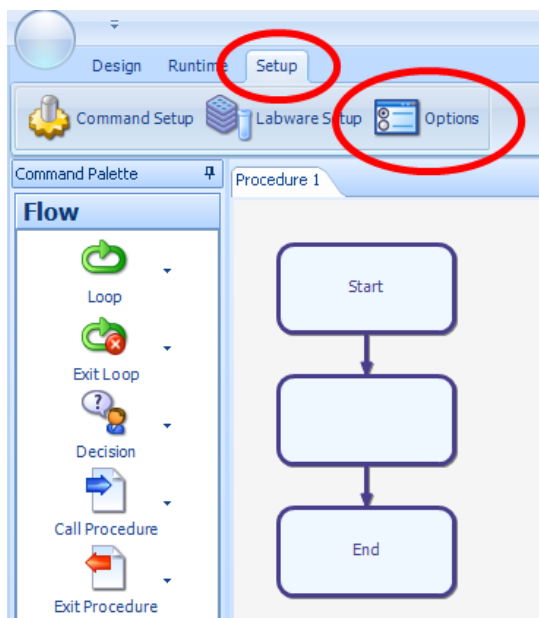 Design Runtime Setup
Command Setup Labware Setup Options
Command Palette
Procedure 1
Flow
Loop
Exit Loop
?
Decision
Call Procedure
Exit Procedure
Start
End